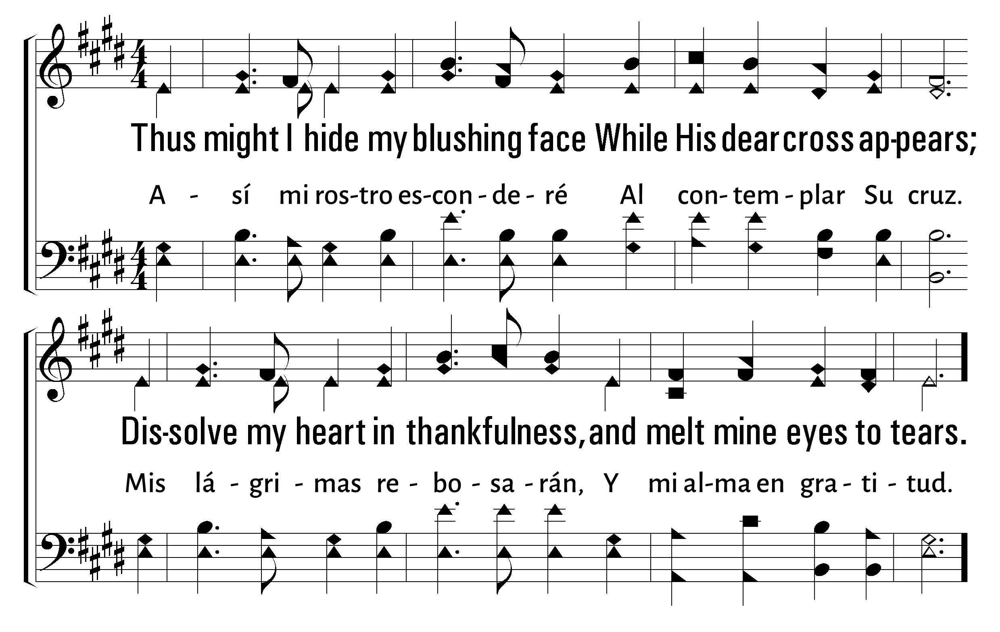 Thus might I hide my blushing face While His dear cross ap-pears;
A - sí mi ros-tro es-con - de - ré Al con- tem - plar Su cruz.
Dis-solve my heart in thankfulness, and melt mine eyes to tears.
Mis lá - gri - mas re - bo - sa - rán, Y mi al-ma en gra - ti - tud.